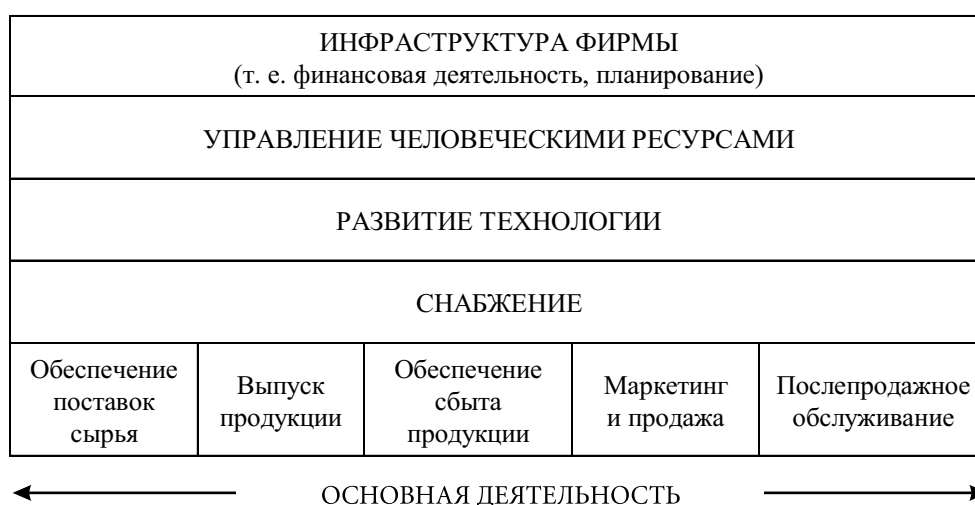 ИНФРАСТРУКТУРА ФИРМЫ
(т. е. финансовая деятельность, планирование)
УПРАВЛЕНИЕ ЧЕЛОВЕЧЕСКИМИ РЕСУРСАМИ
РАЗВИТИЕ ТЕХНОЛОГИИ
СНАБЖЕНИЕ
Обеспечение
поставок
сырья
Выпуск
продукции
Обеспечение
сбыта
продукции
Маркетинг
и продажа
Послепродажное
обслуживание
ОСНОВНАЯ ДЕЯТЕЛЬНОСТЬ